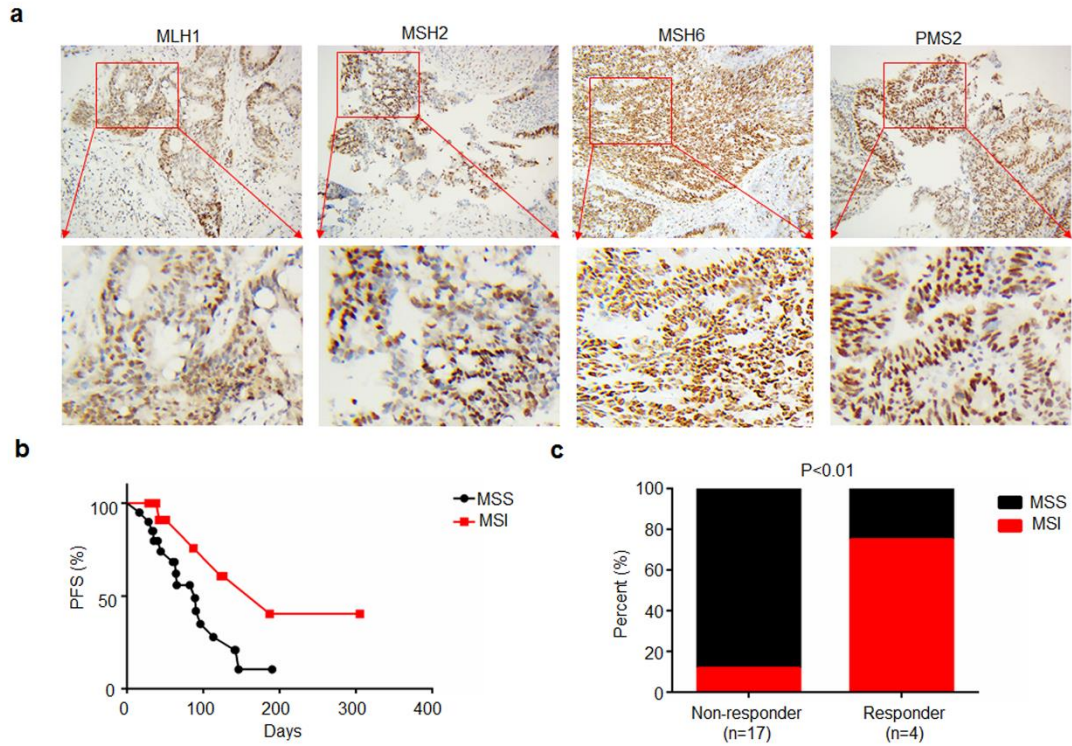 a
MLH1 MSH2 MSH6 PMS2
b
PFS (%)
100
50
0
0 100 200 300 400
Days
MSS
MSI
c
P<0.01
Percent (%)
100
80
60
40
20
0
Non-responder
(n=17)
Responder
(n=4)
MSS
MSI